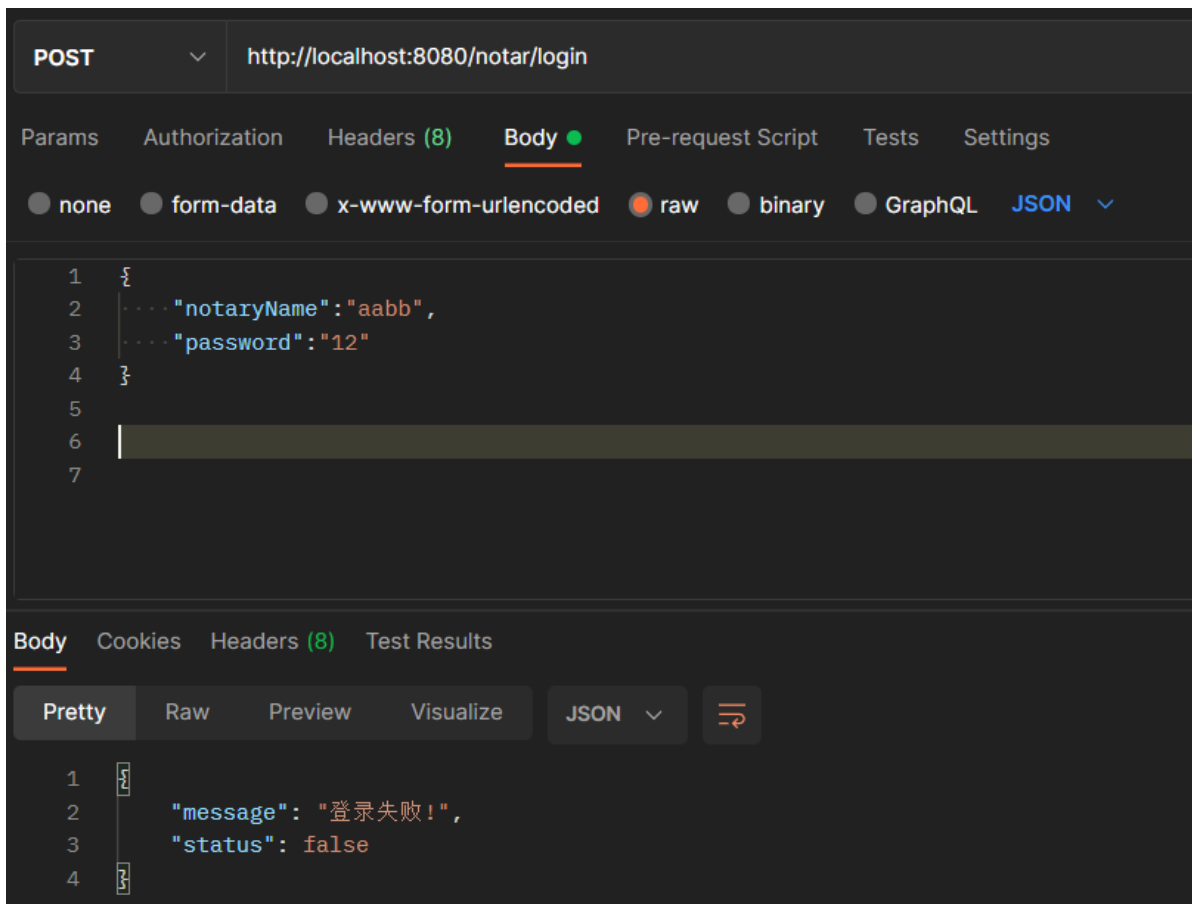 POST http://localhost:8080/notar/login
Params Authorization Headers (8) Body Pre-request Script Tests Settings
none form-data x-www-form-urlencoded raw binary GraphQL JSON
1 {
2 ····"notaryName":"aabb",
3 ····"password":"12"
4 }
5
6
7
Body Cookies Headers (8) Test Results
Pretty Raw Preview Visualize JSON
1 {
2 "message": "登录失败!",
3 "status": false
4 }